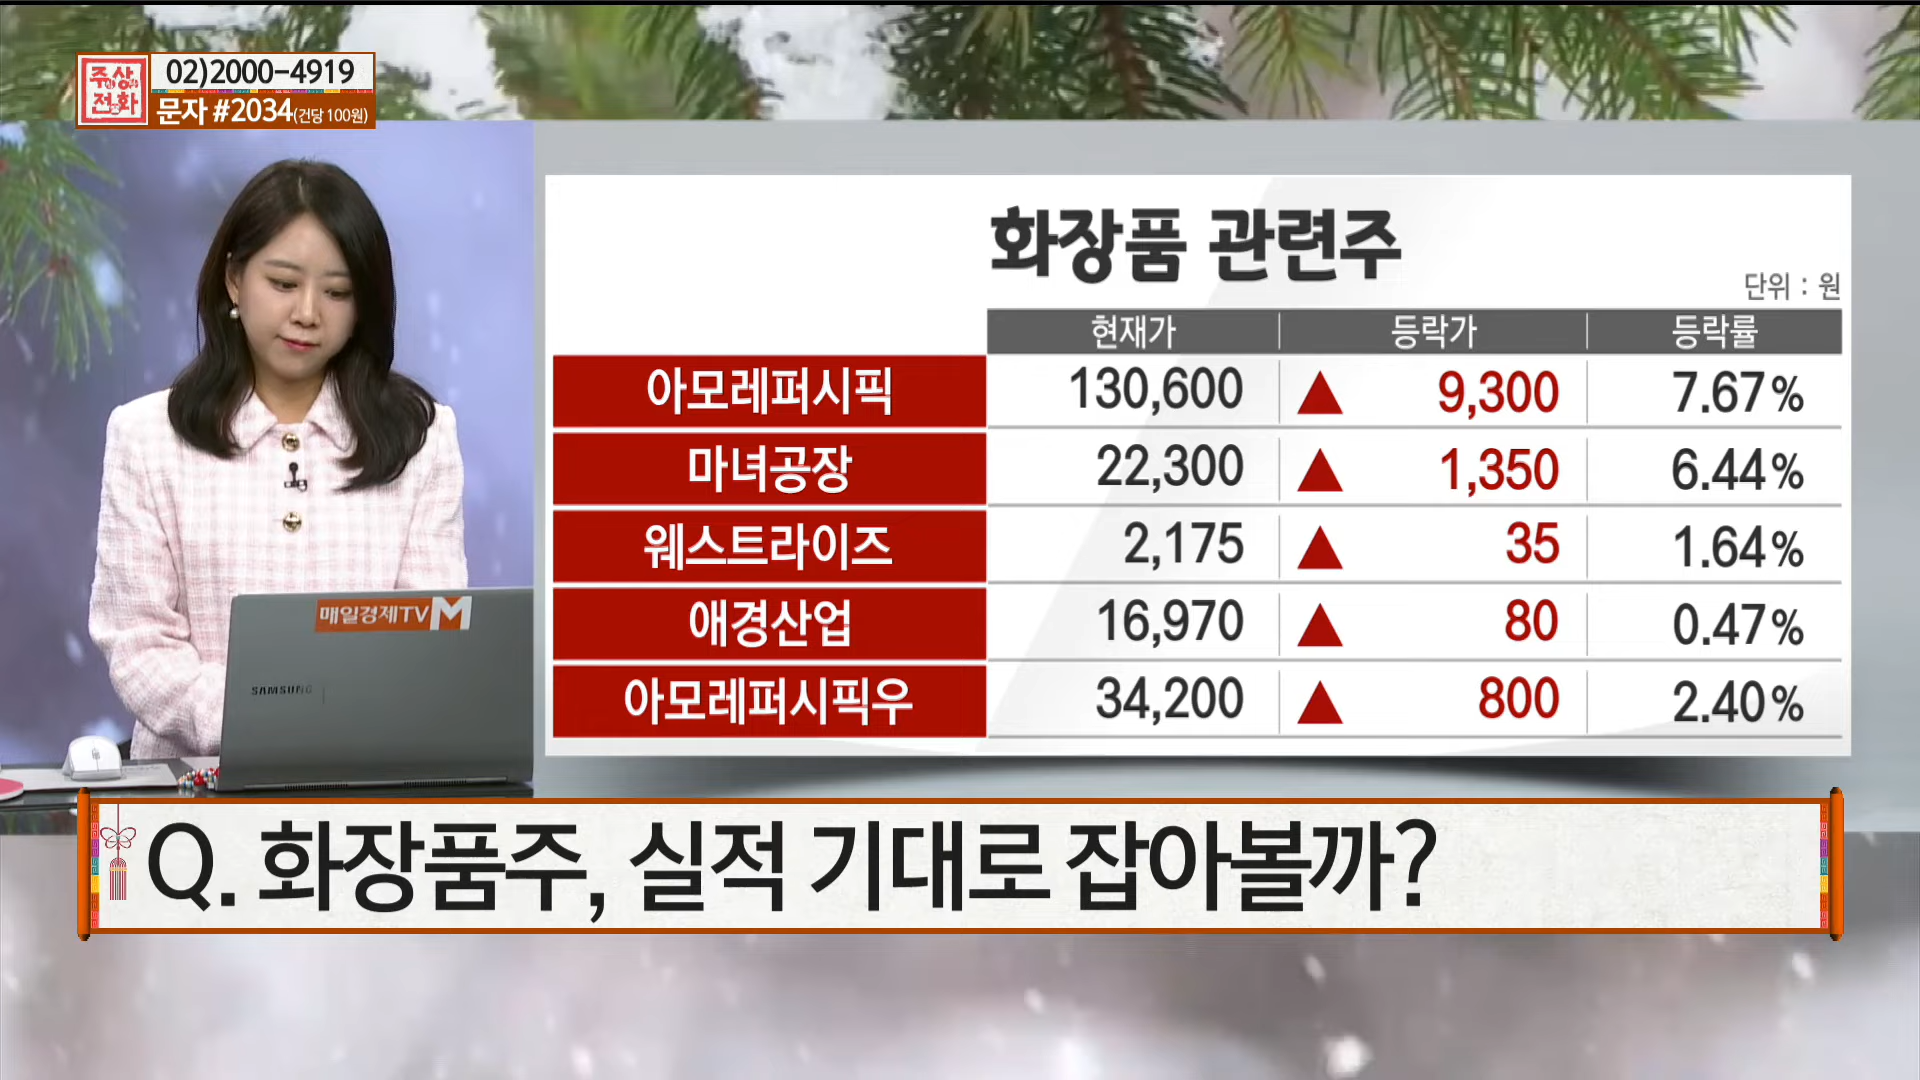 주상전화
02)2000-4919
문자 #2034(건당 100원)
화장품 관련주
단위 : 원
현재가 등락가 등락률
아모레퍼시픽 130,600 ▲ 9,300 7.67%
마녀공장 22,300 ▲ 1,350 6.44%
웨스트라이즈 2,175 ▲ 35 1.64%
애경산업 16,970 ▲ 80 0.47%
아모레퍼시픽우 34,200 ▲ 800 2.40%
매일경제TV M
SAMSUNG
Q. 화장품주, 실적 기대로 잡아볼까?